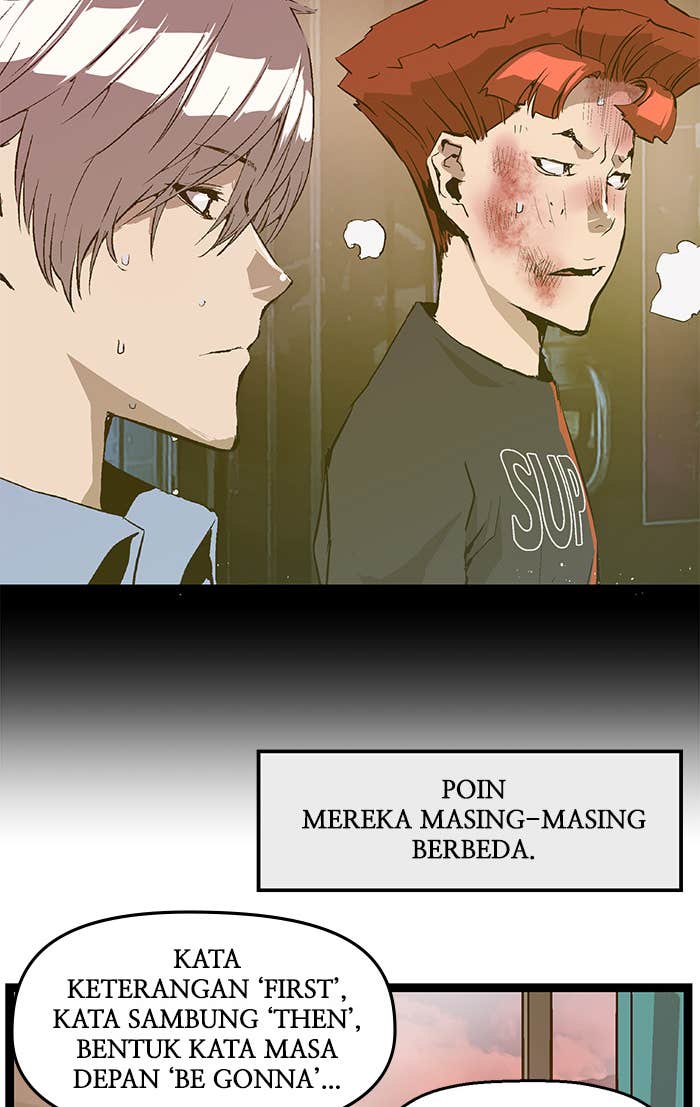 SUP
POIN
MEREKA MASING-MASING
BERBEDA.
KATA
KETERANGAN ‘FIRST’,
KATA SAMBUNG ‘THEN’,
BENTUK KATA MASA
DEPAN ‘BE GONNA’...